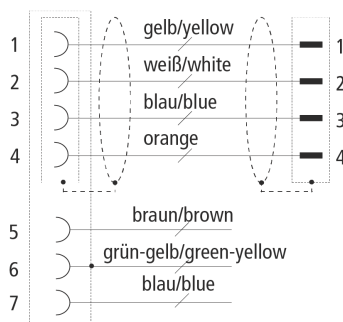 gelb/yellow
1 1
weiß/white
2 2
blau/blue
3 3
orange
4 4
braun/brown
5
grün-gelb/green-yellow
6
blau/blue
7